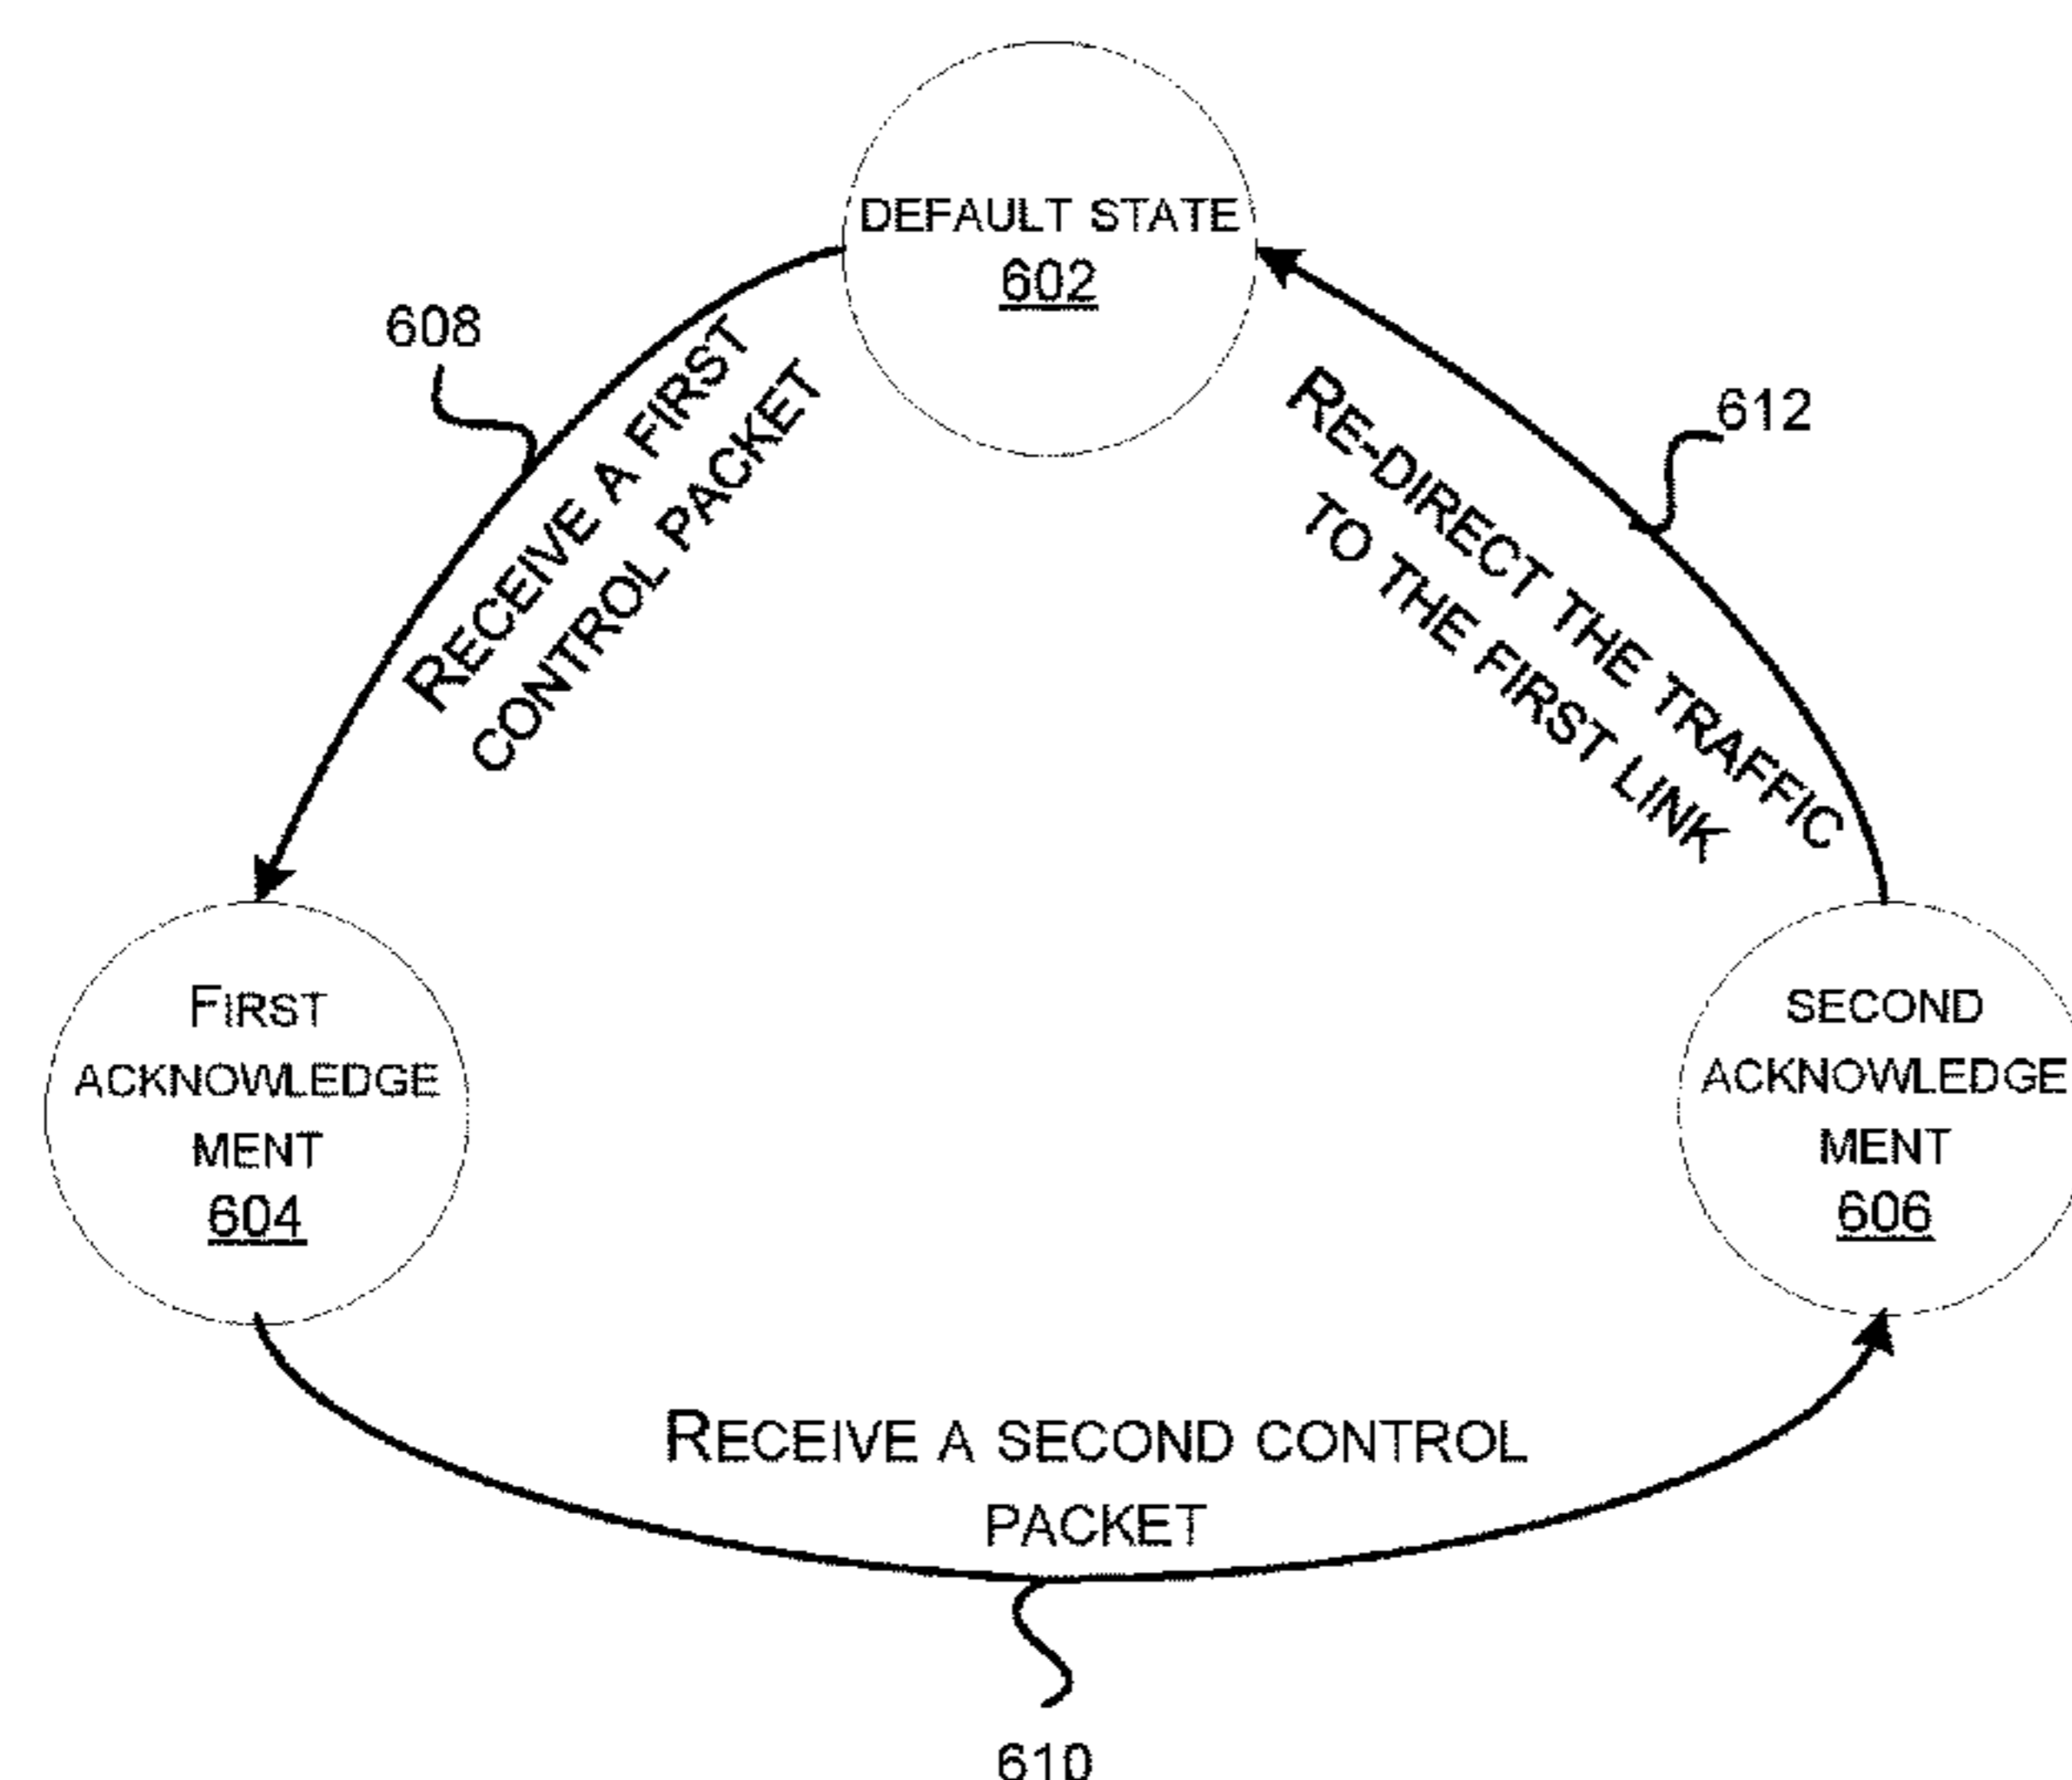 DEFAULT STATE
602
608
RECEIVE A FIRST
CONTROL PACKET
612
RE-DIRECT THE TRAFFIC
TO THE FIRST LINK
FIRST
ACKNOWLEDGE
MENT
604
SECOND
ACKNOWLEDGE
MENT
606
RECEIVE A SECOND CONTROL
PACKET
610